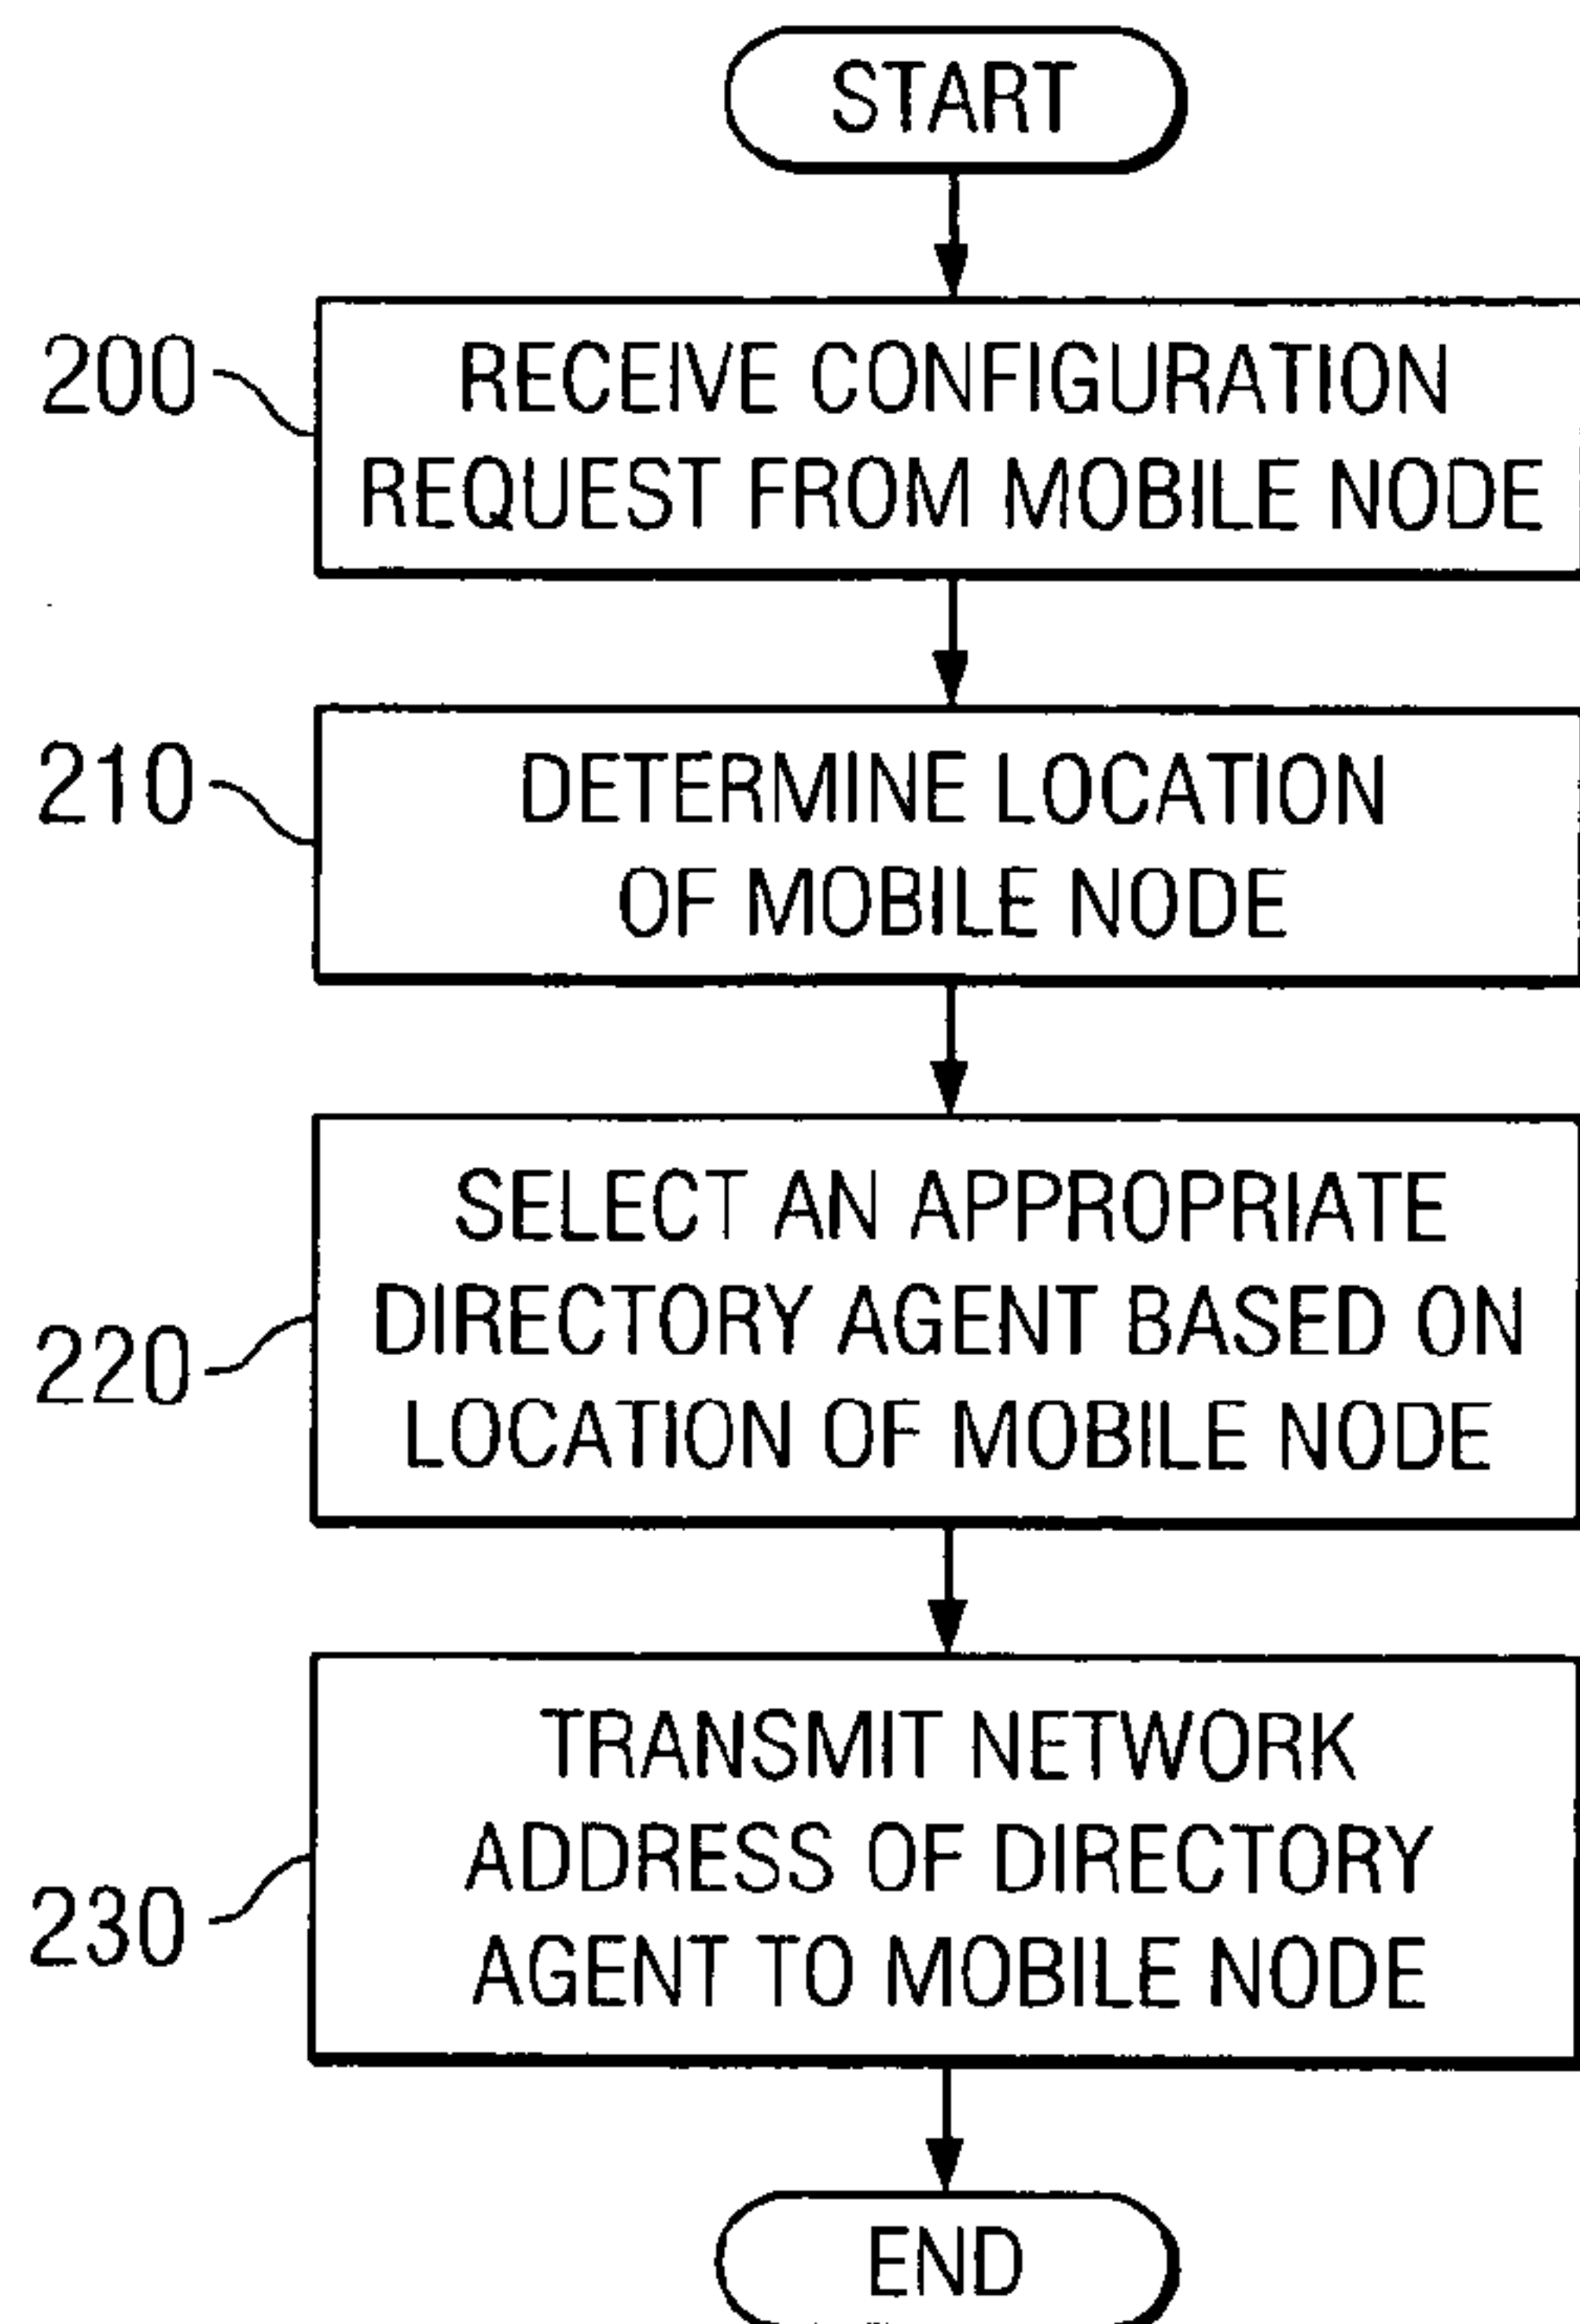 START
200
RECEIVE CONFIGURATION
REQUEST FROM MOBILE NODE
210
DETERMINE LOCATION
OF MOBILE NODE
220
SELECT AN APPROPRIATE
DIRECTORY AGENT BASED ON
LOCATION OF MOBILE NODE
230
TRANSMIT NETWORK
ADDRESS OF DIRECTORY
AGENT TO MOBILE NODE
END